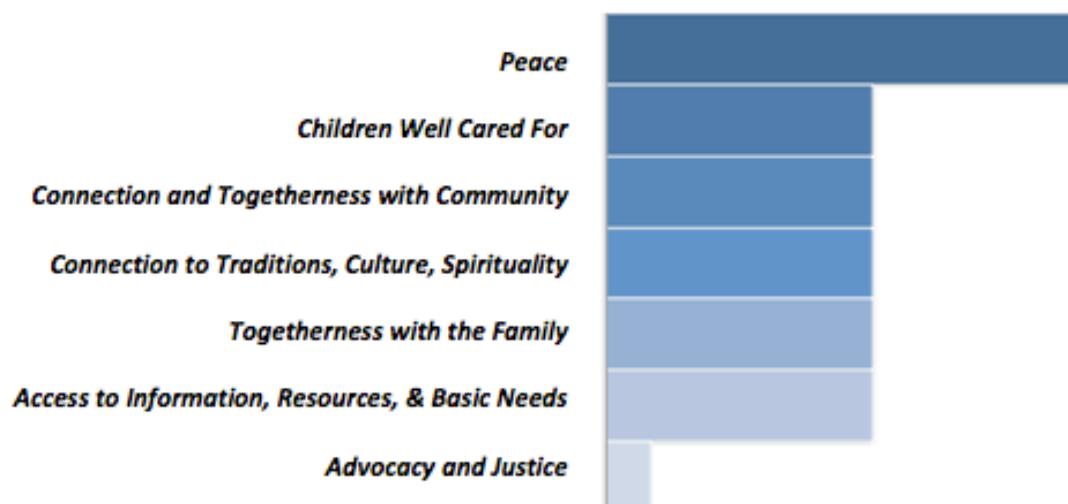 Peace
Children Well Cared For
Connection and Togetherness with Community
Connection to Traditions, Culture, Spirituality
Togetherness with the Family
Access to Information, Resources, & Basic Needs
Advocacy and Justice